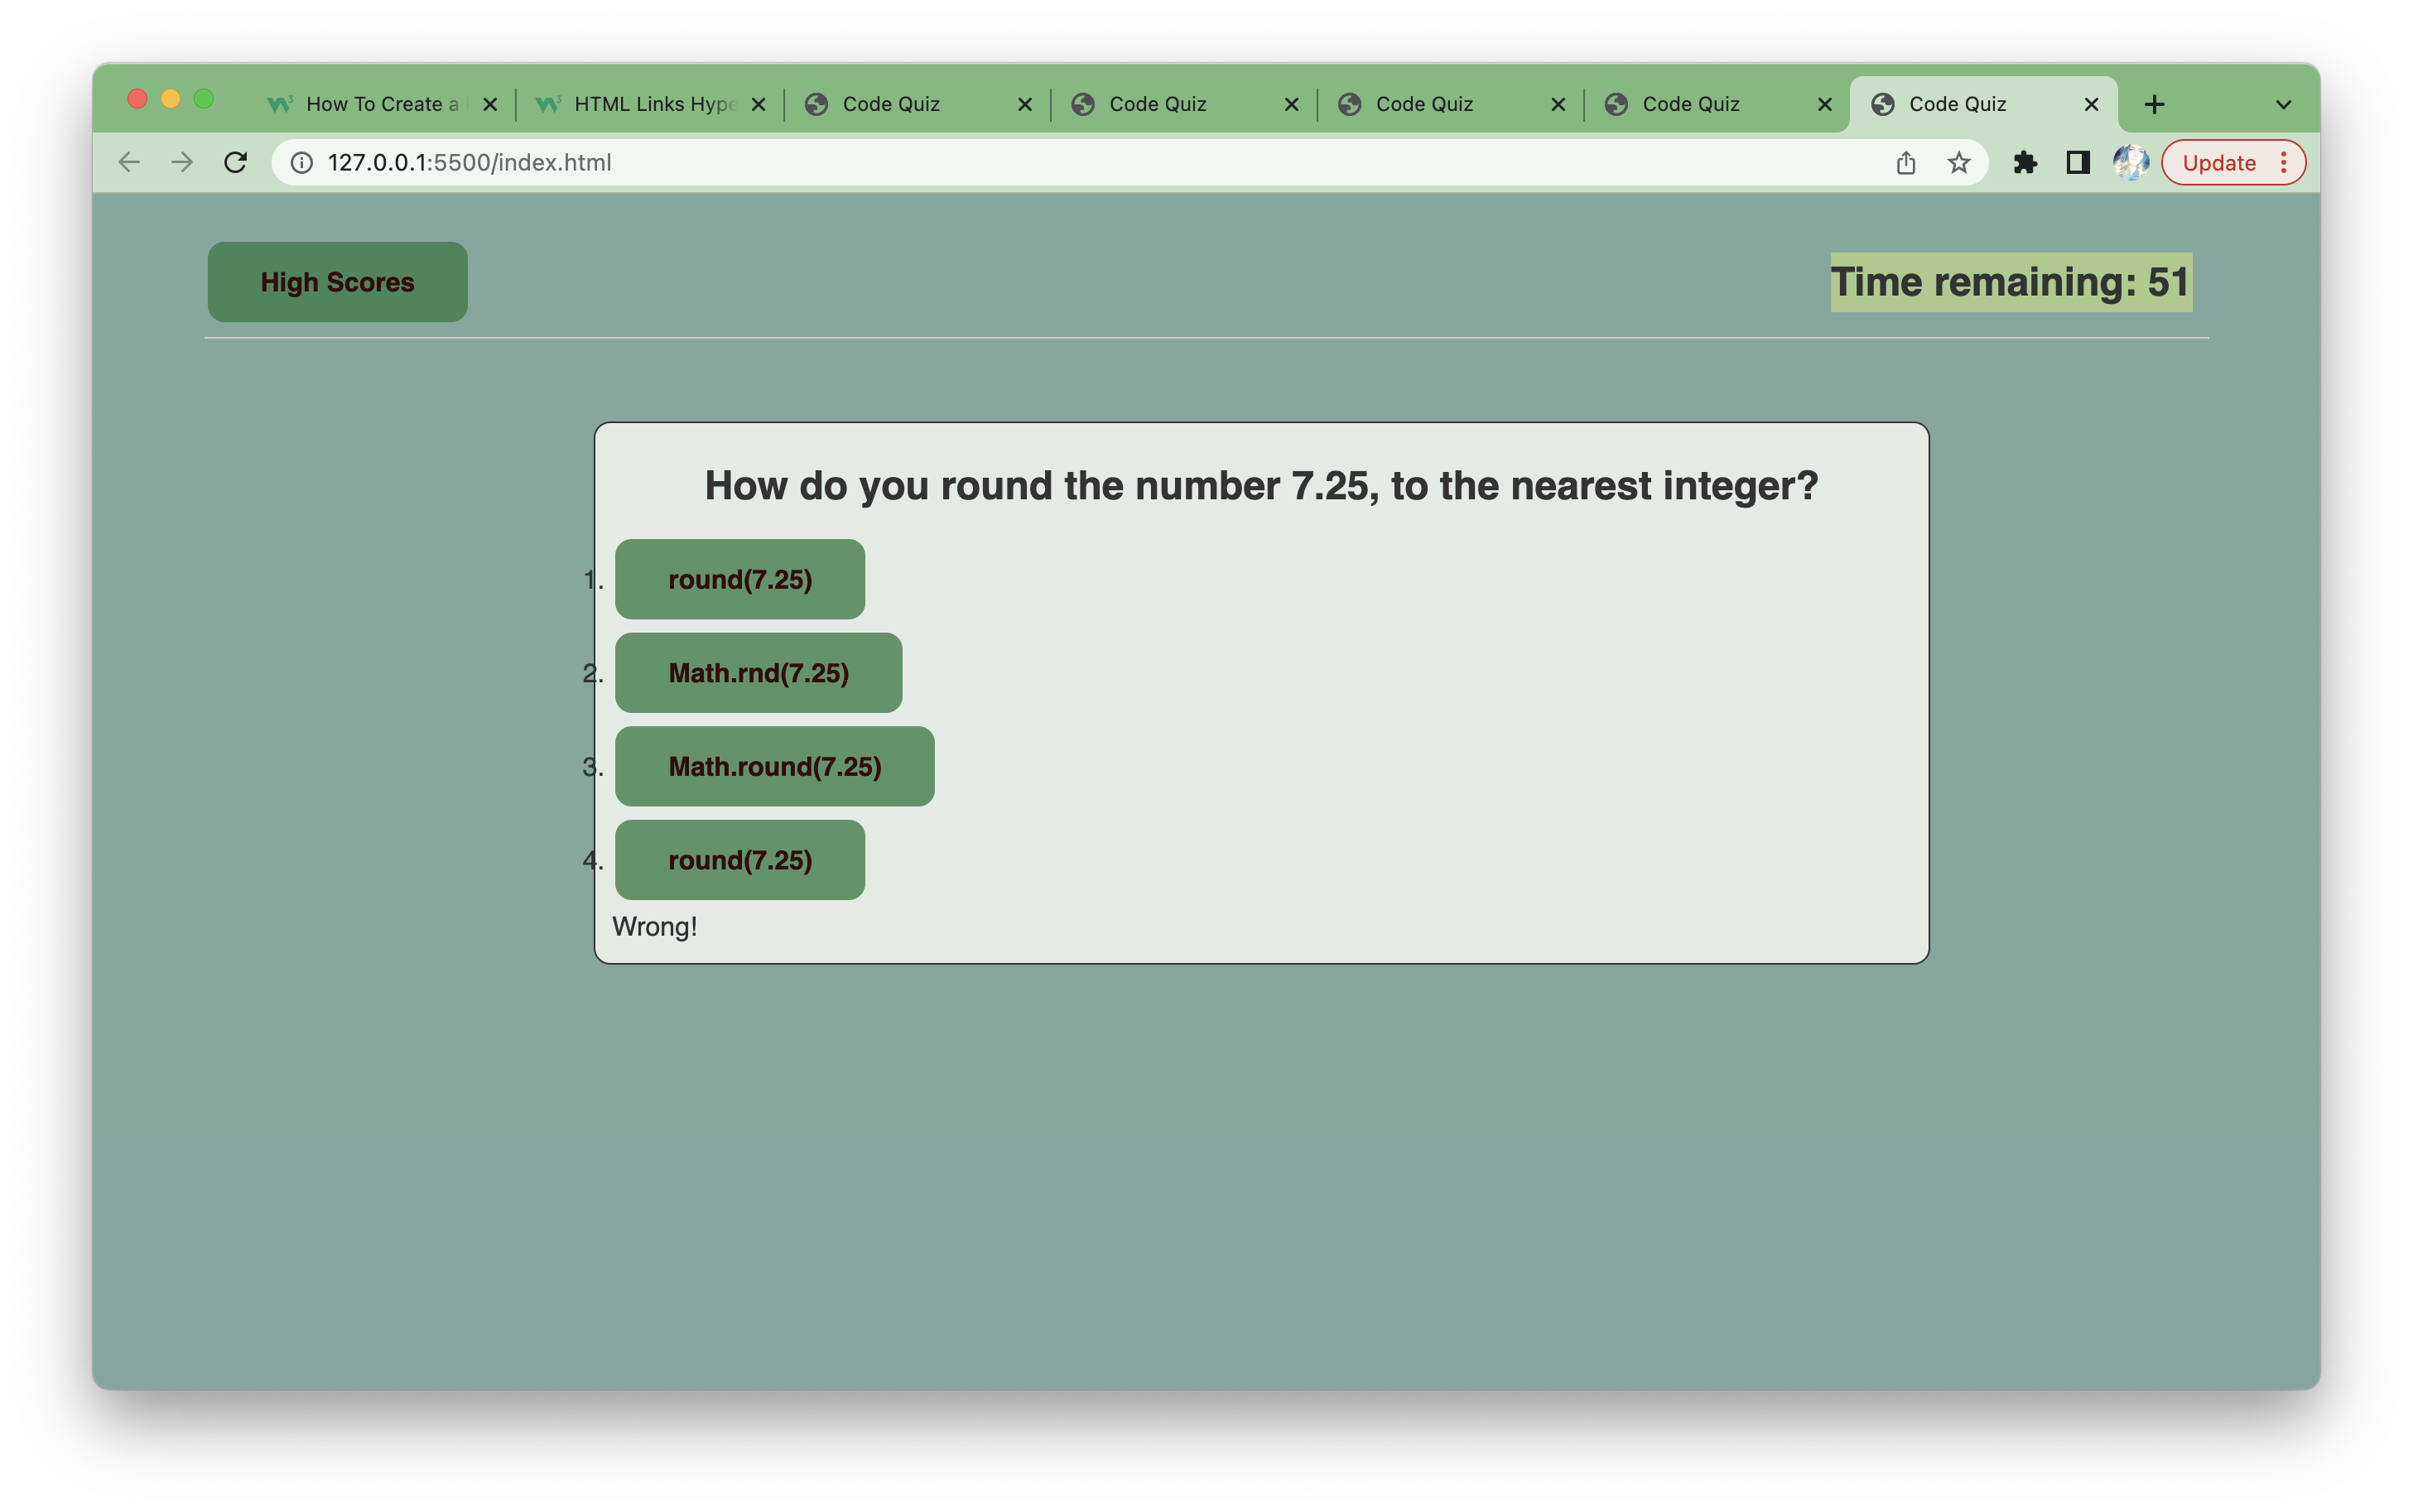 How To Create a
HTML Links Hype
Code Quiz
Code Quiz
Code Quiz
Code Quiz
Code Quiz
127.0.0.1:5500/index.html
Update
High Scores
Time remaining: 51
How do you round the number 7.25, to the nearest integer?
1. round(7.25)
2. Math.rnd(7.25)
3. Math.round(7.25)
4. round(7.25)
Wrong!